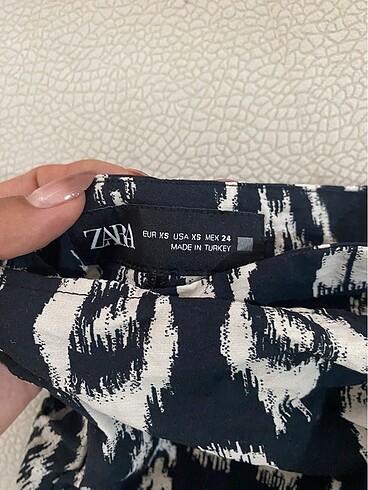 ZARA
EUR XS USA XS MEX 24
MADE IN TURKEY